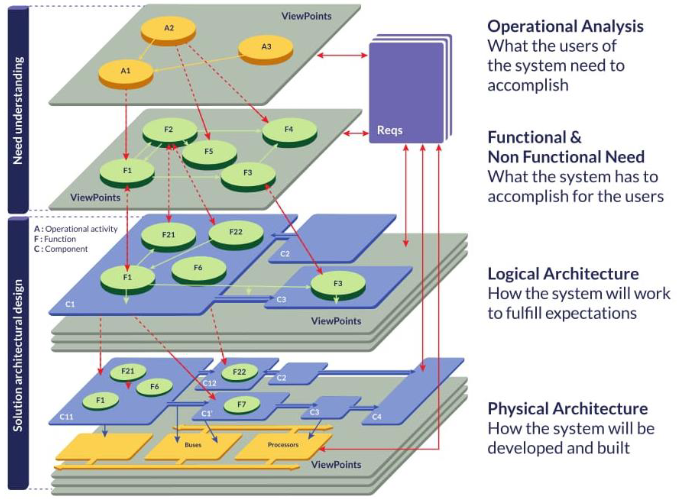 Need understanding
ViewPoints
A2
A3
A1
Operational Analysis
What the users of
the system need to
accomplish
Reqs
F2
F4
F5
F1
F3
ViewPoints
Functional &
Non Functional Need
What the system has to
accomplish for the users
Solution architectural design
A : Operational activity
F : Function
C : Component
F21
F22
C2
F6
F1
F3
C1
C3
ViewPoints
Logical Architecture
How the system will work
to fulfill expectations
F21
F22
C12
C2
F6
F1
F7
C11
C1'
C3
C4
Buses
Processors
ViewPoints
Physical Architecture
How the system will be
developed and built